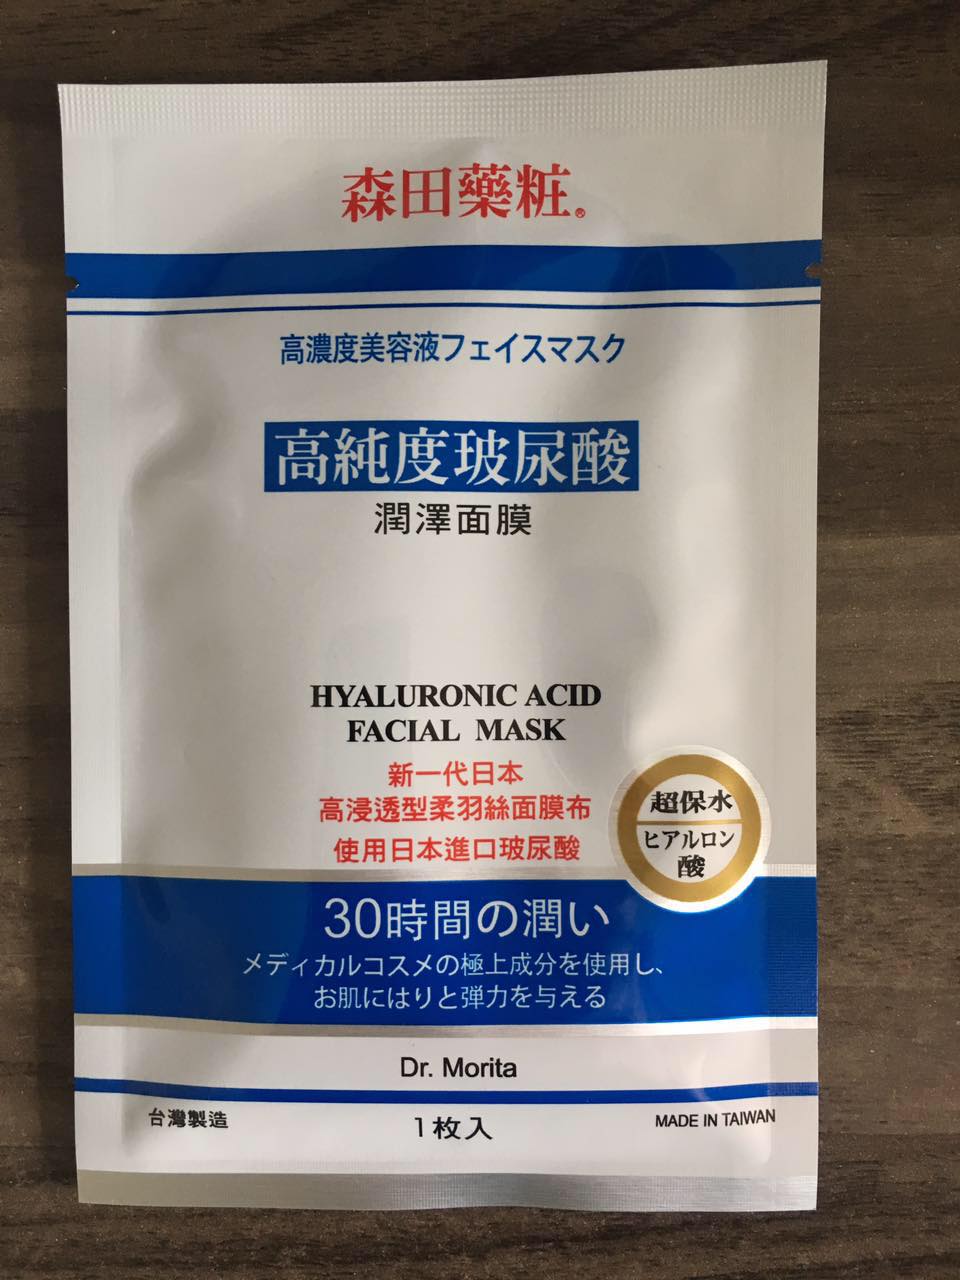 森田藥粧®
高濃度美容液フェイスマスク
高純度玻尿酸
潤澤面膜
HYALURONIC ACID
FACIAL MASK
新一代日本
高浸透型柔羽絲面膜布
使用日本進口玻尿酸
超保水
ヒアルロン
酸
30時間の潤い
メディカルコスメの極上成分を使用し、
お肌にはりと弾力を与える
Dr. Morita
台灣製造
1枚入
MADE IN TAIWAN